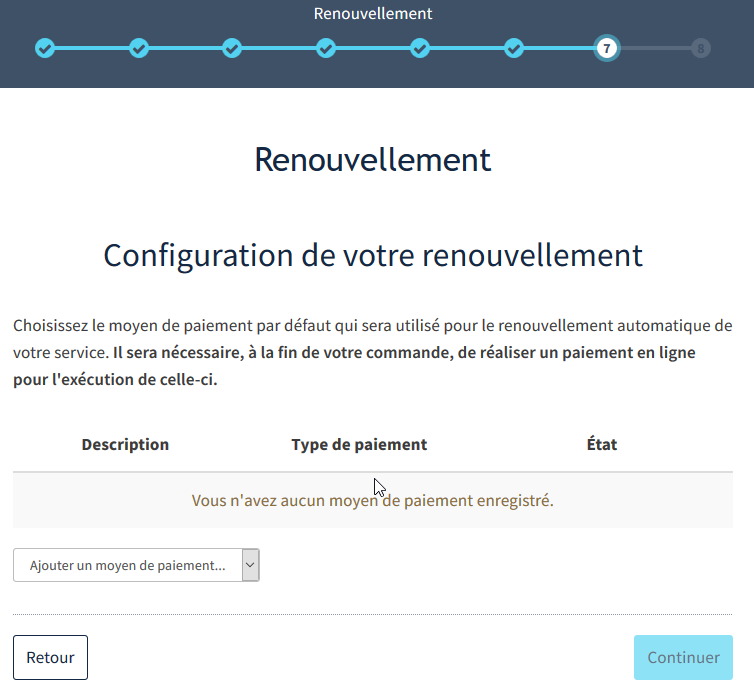 Renouvellement
7
8
Renouvellement
Configuration de votre renouvellement
Choisissez le moyen de paiement par défaut qui sera utilisé pour le renouvellement automatique de
votre service. Il sera nécessaire, à la fin de votre commande, de réaliser un paiement en ligne
pour l'exécution de celle-ci.
Description Type de paiement État
Vous n'avez aucun moyen de paiement enregistré.
Ajouter un moyen de paiement...
Retour Continuer